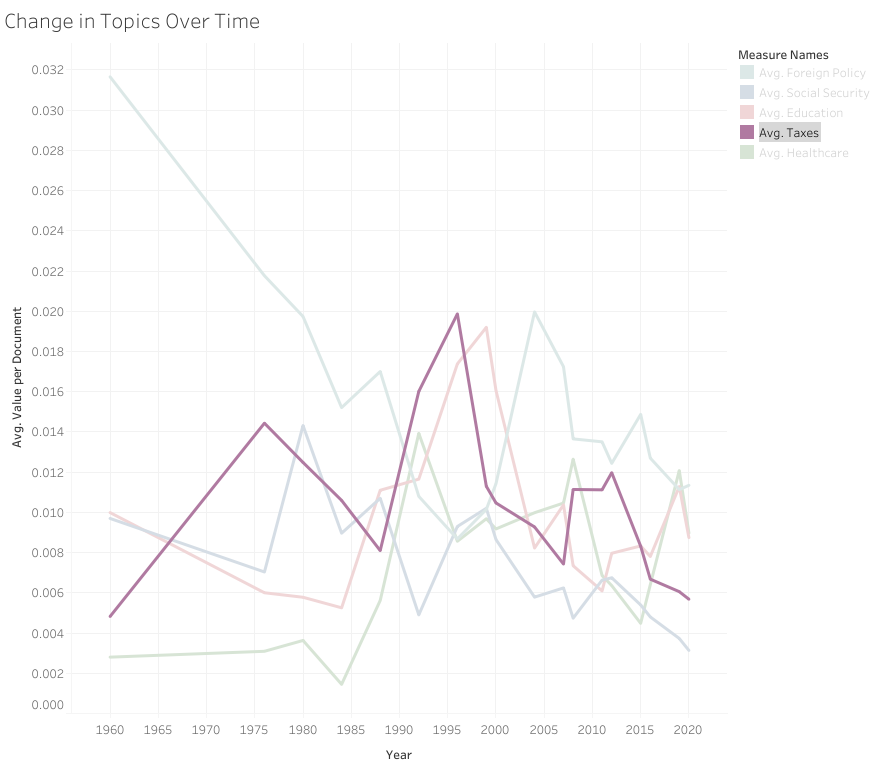 Change in Topics Over Time
Measure Names
Avg. Foreign Policy
Avg. Social Security
Avg. Education
Avg. Taxes
Avg. Healthcare
0.032
0.030
0.028
0.026
0.024
0.022
0.020
0.018
0.016
0.014
0.012
0.010
0.008
0.006
0.004
0.002
0.000
Avg. Value per Document
1960 1965 1970 1975 1980 1985 1990 1995 2000 2005 2010 2015 2020
Year